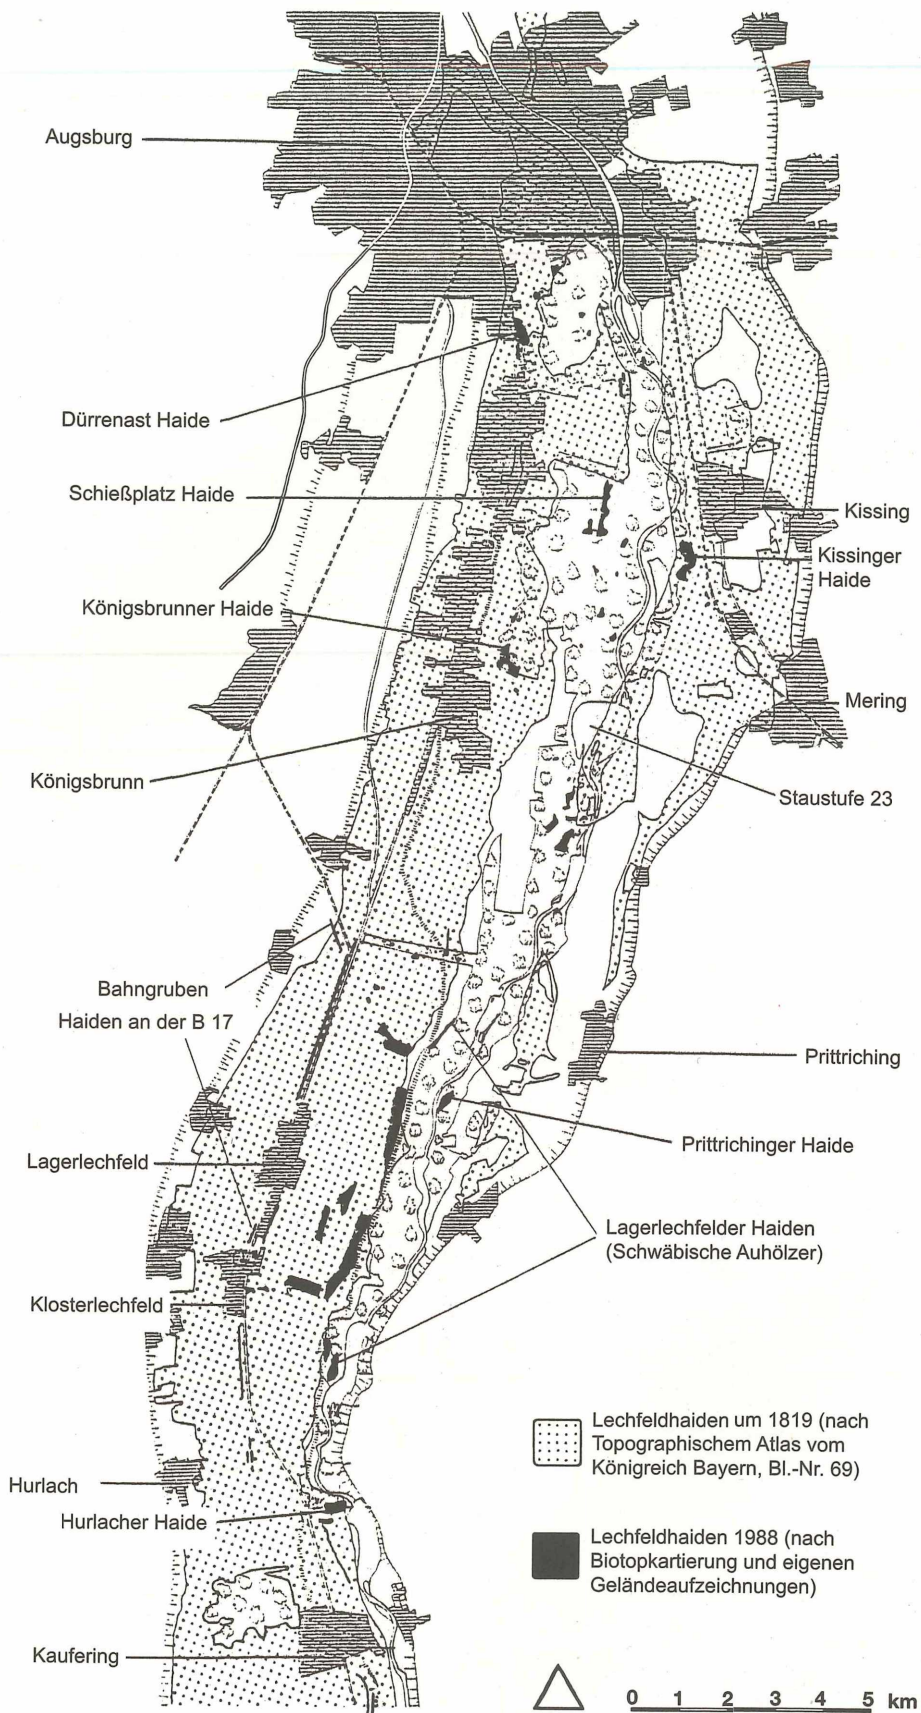 Augsburg
Dürrenast Haide
Schießplatz Haide
Kissing
Kissinger
Haide
Königsbrunner Haide
Mering
Königsbrunn
Staustufe 23
Bahngruben
Haiden an der B 17
Prittriching
Prittrichinger Haide
Lagerlechfeld
Lagerlechfelder Haiden
(Schwäbische Auhölzer)
Klosterlechfeld
Lechfeldhaiden um 1819 (nach
Topographischem Atlas vom
Königreich Bayern, Bl.-Nr. 69)
Hurlach
Hurlacher Haide
Lechfeldhaiden 1988 (nach
Biotopkartierung und eigenen
Geländeaufzeichnungen)
Kaufering
0 1 2 3 4 5 km